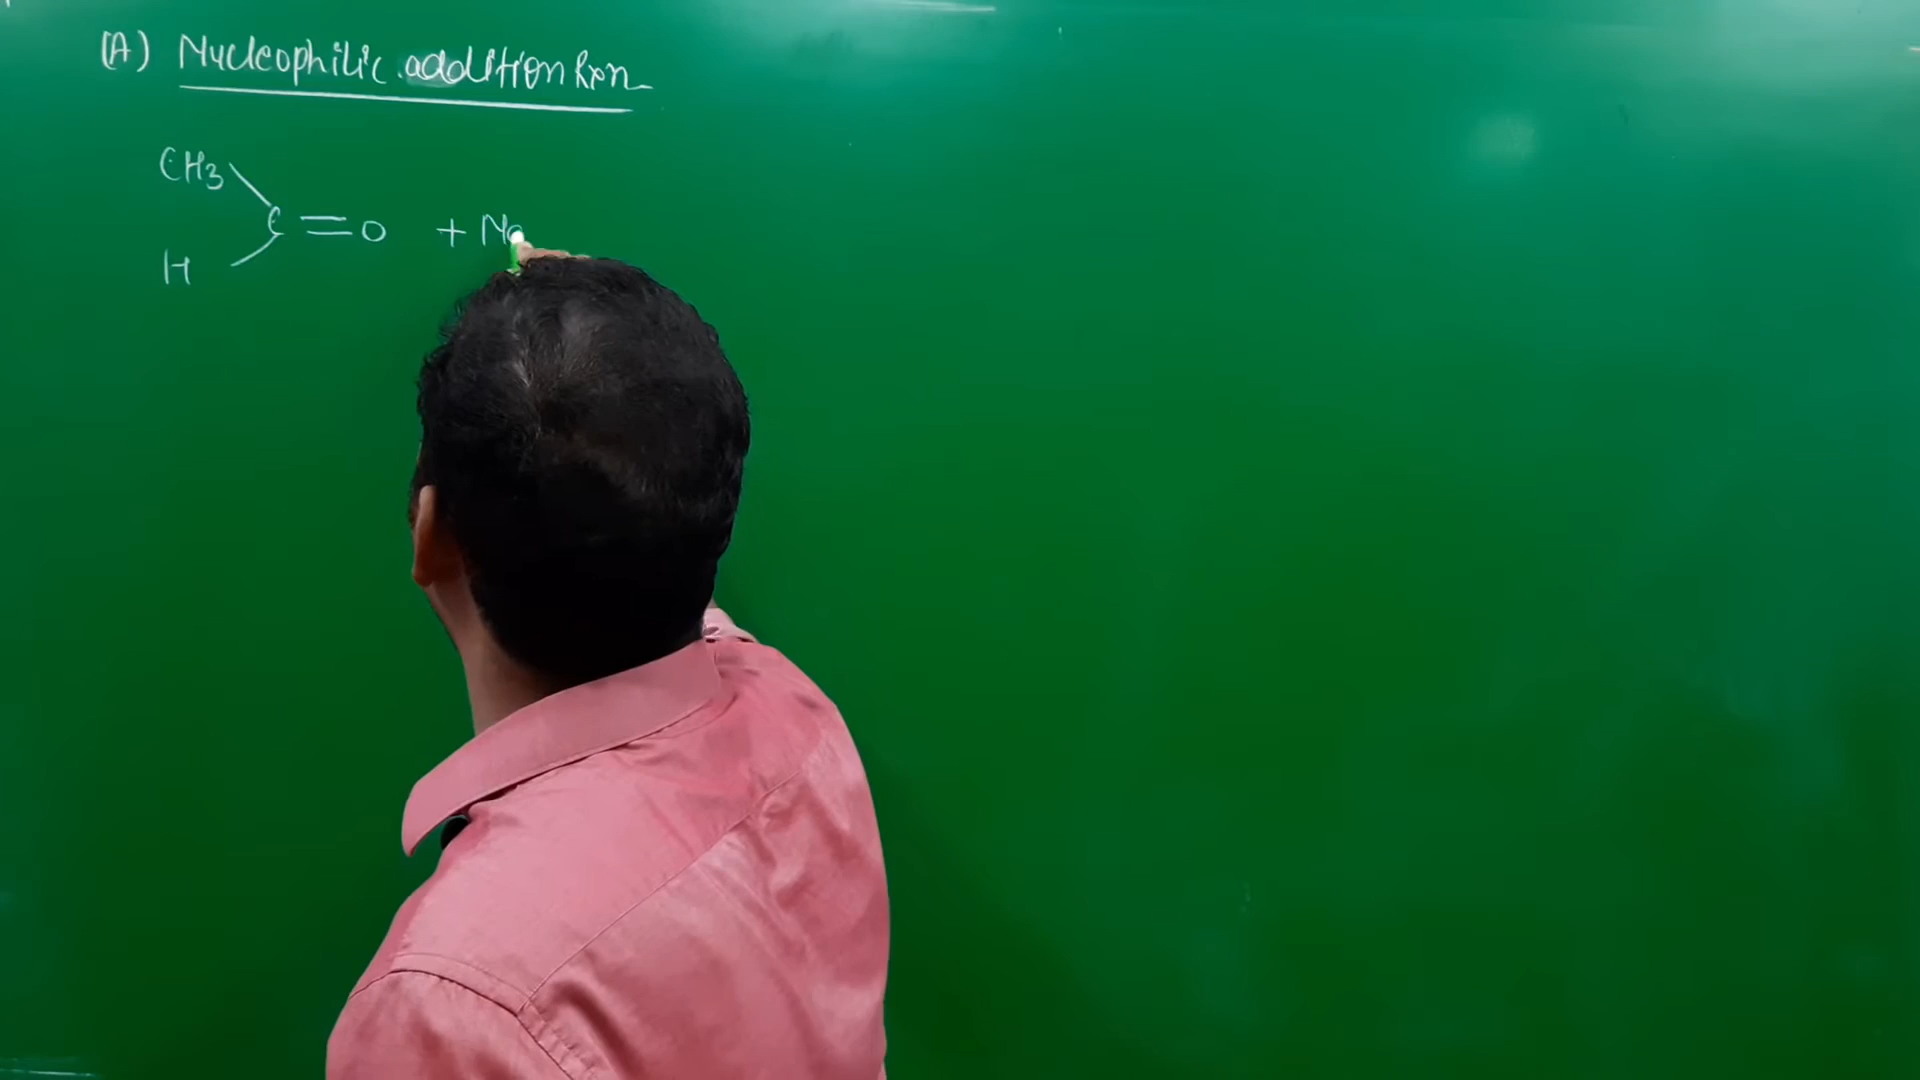 (A) Nucleophilic addition Rxn
CH3
C = O + Na
H